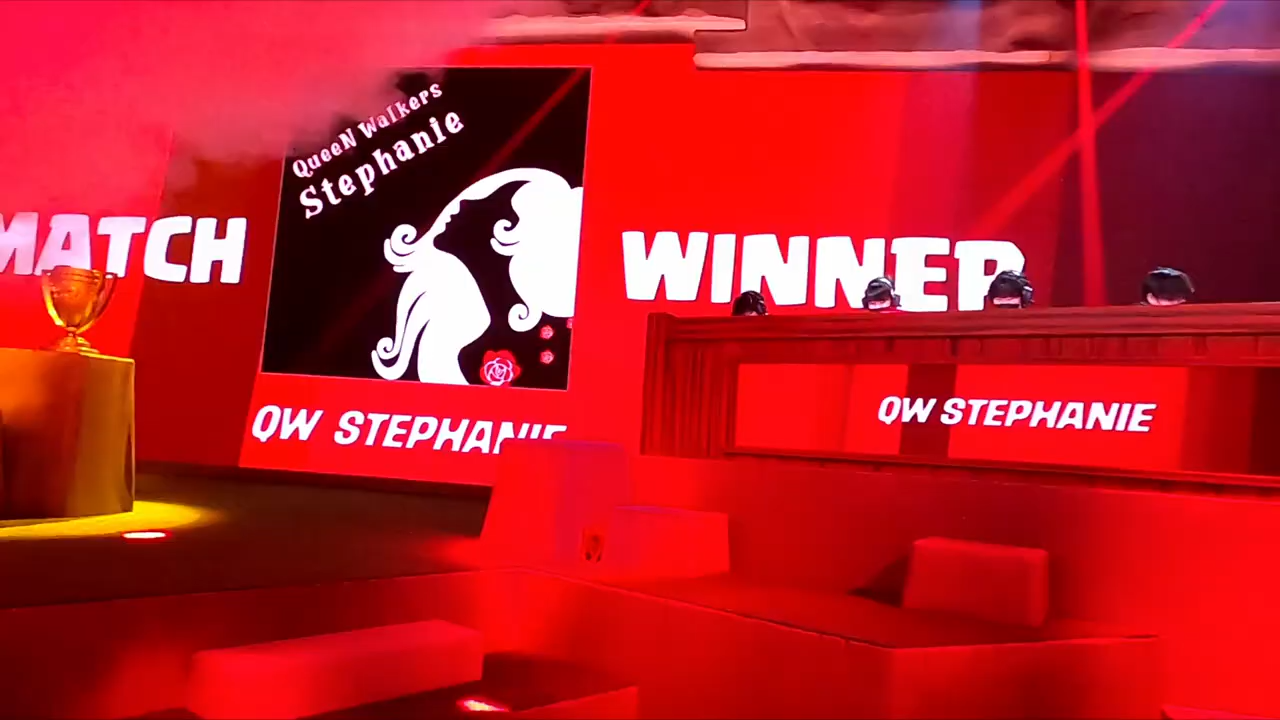 QueeN Walkers
Stephanie
MATCH
WINNER
QW STEPHANIE
QW STEPHANIE